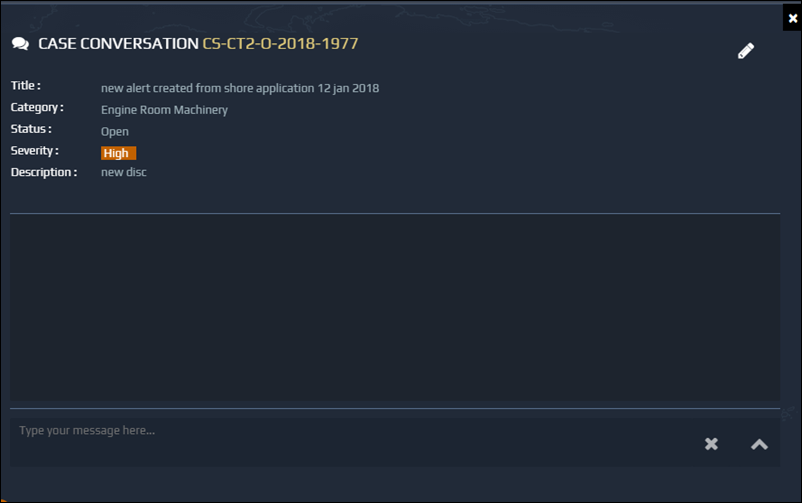 CASE CONVERSATION CS-CT2-O-2018-1977
Title : new alert created from shore application 12 jan 2018
Category : Engine Room Machinery
Status : Open
Severity : High
Description : new disc
Type your message here...